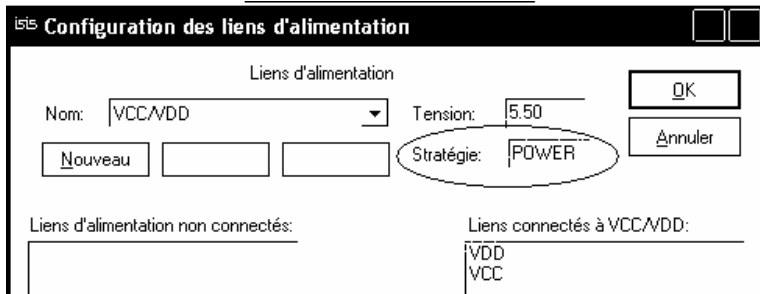 isis Configuration des liens d'alimentation
Liens d'alimentation
Nom: VCC/VDD Tension: 5.50 OK
Nouveau Stratégie: POWER Annuler
Liens d'alimentation non connectés: Liens connectés à VCC/VDD:
VDD
VCC